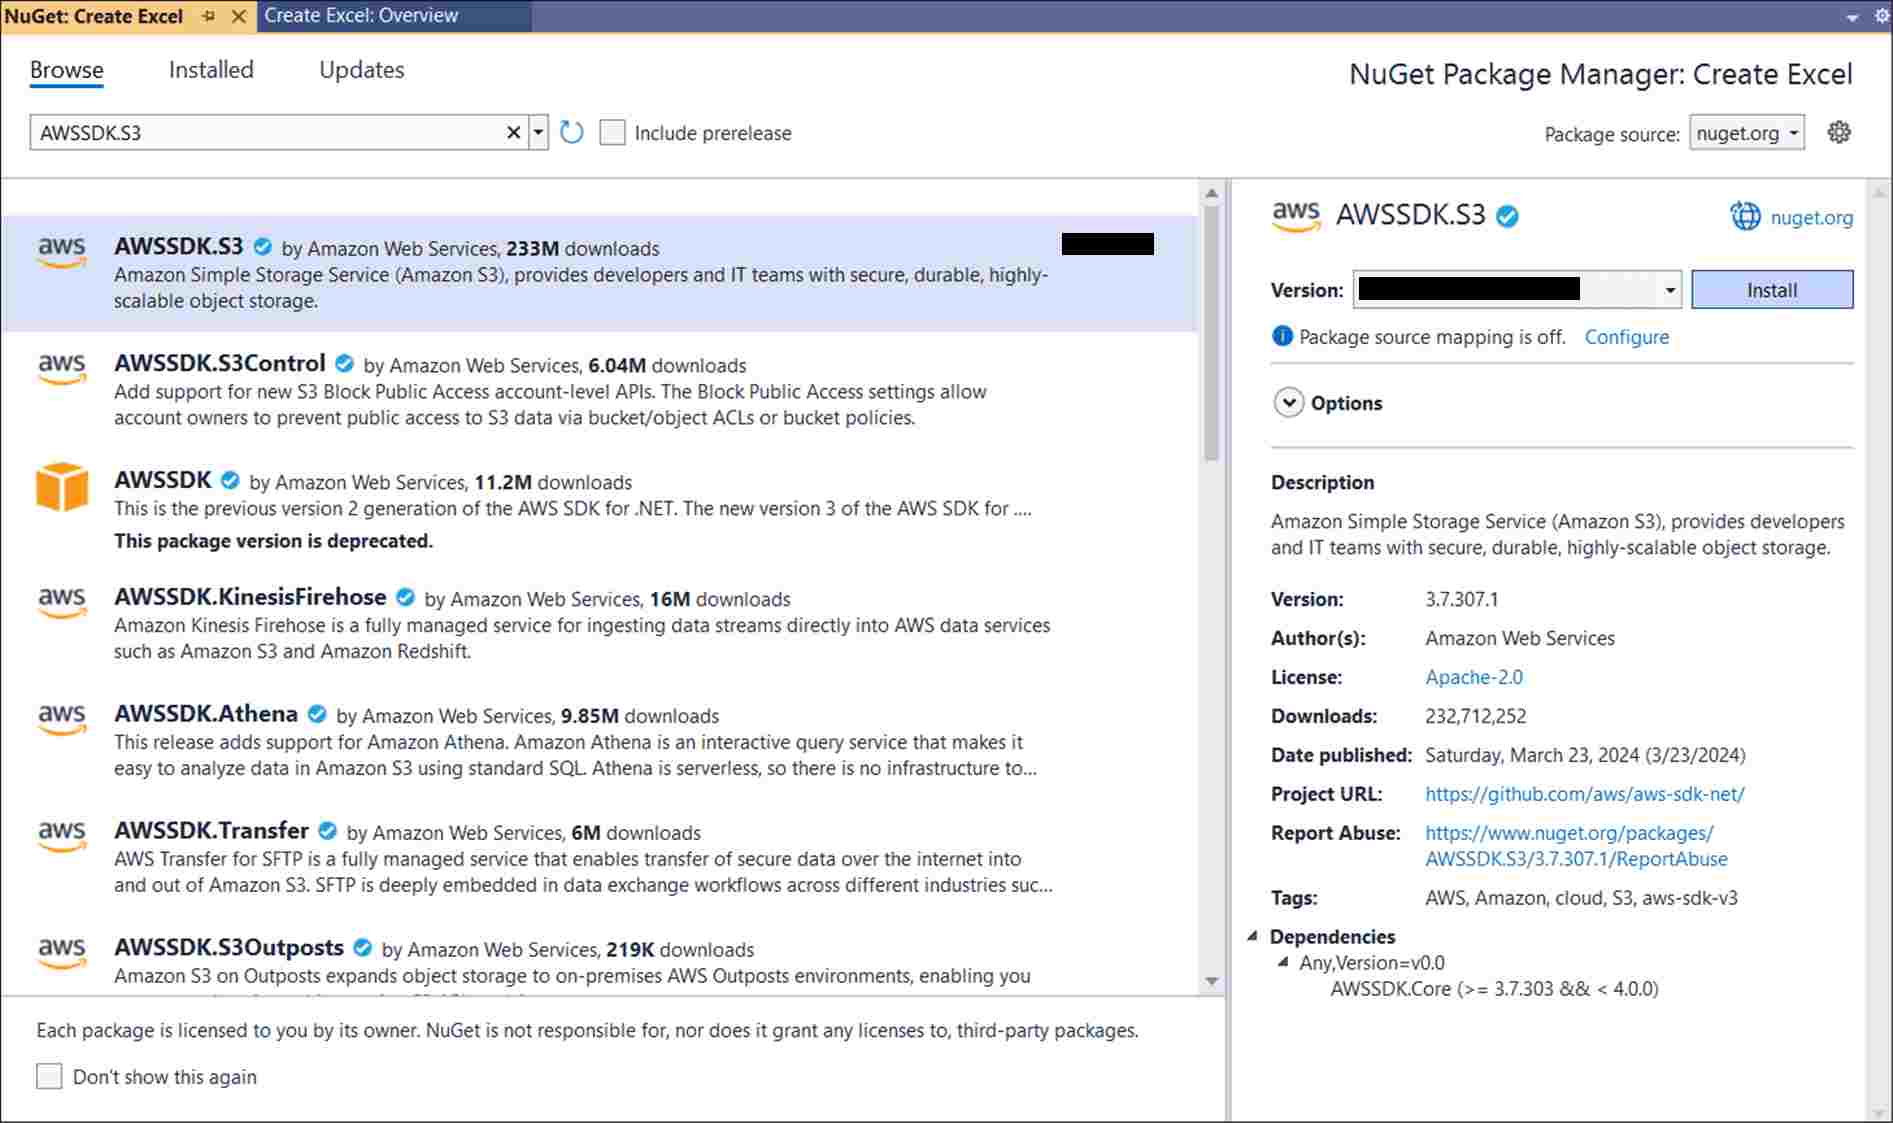 NuGet: Create Excel
Create Excel: Overview
Browse
Installed
Updates
NuGet Package Manager: Create Excel
AWSSDK.S3
Include prerelease
Package source:
nuget.org
aws
AWSSDK.S3 by Amazon Web Services, 233M downloads
Amazon Simple Storage Service (Amazon S3), provides developers and IT teams with secure, durable, highly-
scalable object storage.
aws
AWSSDK.S3Control by Amazon Web Services, 6.04M downloads
Add support for new S3 Block Public Access account-level APIs. The Block Public Access settings allow
account owners to prevent public access to S3 data via bucket/object ACLs or bucket policies.
AWSSDK by Amazon Web Services, 11.2M downloads
This is the previous version 2 generation of the AWS SDK for .NET. The new version 3 of the AWS SDK for ....
This package version is deprecated.
aws
AWSSDK.KinesisFirehose by Amazon Web Services, 16M downloads
Amazon Kinesis Firehose is a fully managed service for ingesting data streams directly into AWS data services
such as Amazon S3 and Amazon Redshift.
aws
AWSSDK.Athena by Amazon Web Services, 9.85M downloads
This release adds support for Amazon Athena. Amazon Athena is an interactive query service that makes it
easy to analyze data in Amazon S3 using standard SQL. Athena is serverless, so there is no infrastructure to...
aws
AWSSDK.Transfer by Amazon Web Services, 6M downloads
AWS Transfer for SFTP is a fully managed service that enables transfer of secure data over the internet into
and out of Amazon S3. SFTP is deeply embedded in data exchange workflows across different industries suc...
aws
AWSSDK.S3Outposts by Amazon Web Services, 219K downloads
Amazon S3 on Outposts expands object storage to on-premises AWS Outposts environments, enabling you
Each package is licensed to you by its owner. NuGet is not responsible for, nor does it grant any licenses to, third-party packages.
Don't show this again
aws
AWSSDK.S3
nuget.org
Version:
Install
Package source mapping is off. Configure
Options
Description
Amazon Simple Storage Service (Amazon S3), provides developers
and IT teams with secure, durable, highly-scalable object storage.
Version: 3.7.307.1
Author(s): Amazon Web Services
License: Apache-2.0
Downloads: 232,712,252
Date published: Saturday, March 23, 2024 (3/23/2024)
Project URL: https://github.com/aws/aws-sdk-net/
Report Abuse: https://www.nuget.org/packages/
AWSSDK.S3/3.7.307.1/ReportAbuse
Tags: AWS, Amazon, cloud, S3, aws-sdk-v3
Dependencies
Any,Version=v0.0
AWSSDK.Core (>= 3.7.303 && < 4.0.0)